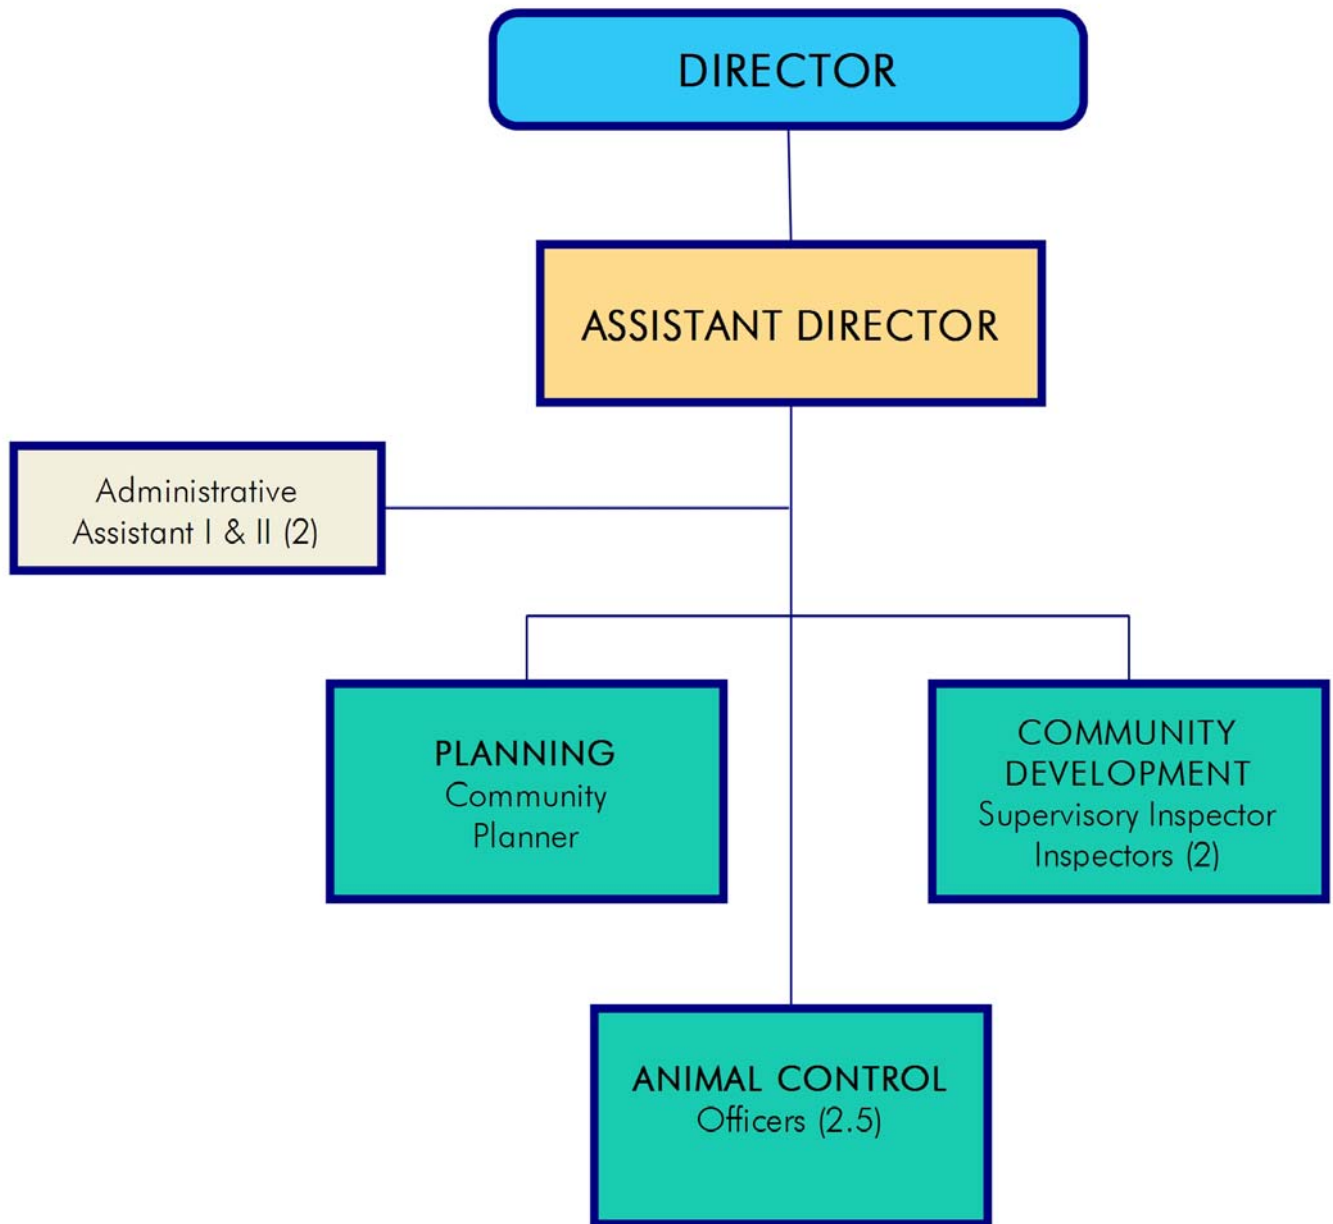 DIRECTOR
ASSISTANT DIRECTOR
Administrative
Assistant I & II (2)
PLANNING
Community
Planner
COMMUNITY
DEVELOPMENT
Supervisory Inspector
Inspectors (2)
ANIMAL CONTROL
Officers (2.5)